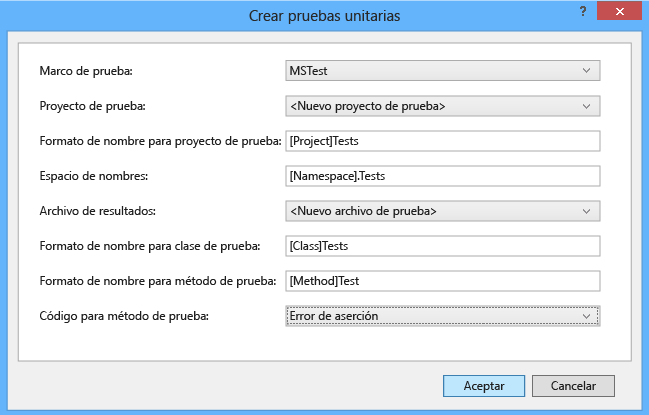 Crear pruebas unitarias
?
Marco de prueba: MSTest
Proyecto de prueba: <Nuevo proyecto de prueba>
Formato de nombre para proyecto de prueba: [Project]Tests
Espacio de nombres: [Namespace].Tests
Archivo de resultados: <Nuevo archivo de prueba>
Formato de nombre para clase de prueba: [Class]Tests
Formato de nombre para método de prueba: [Method]Test
Código para método de prueba: Error de aserción
Aceptar Cancelar